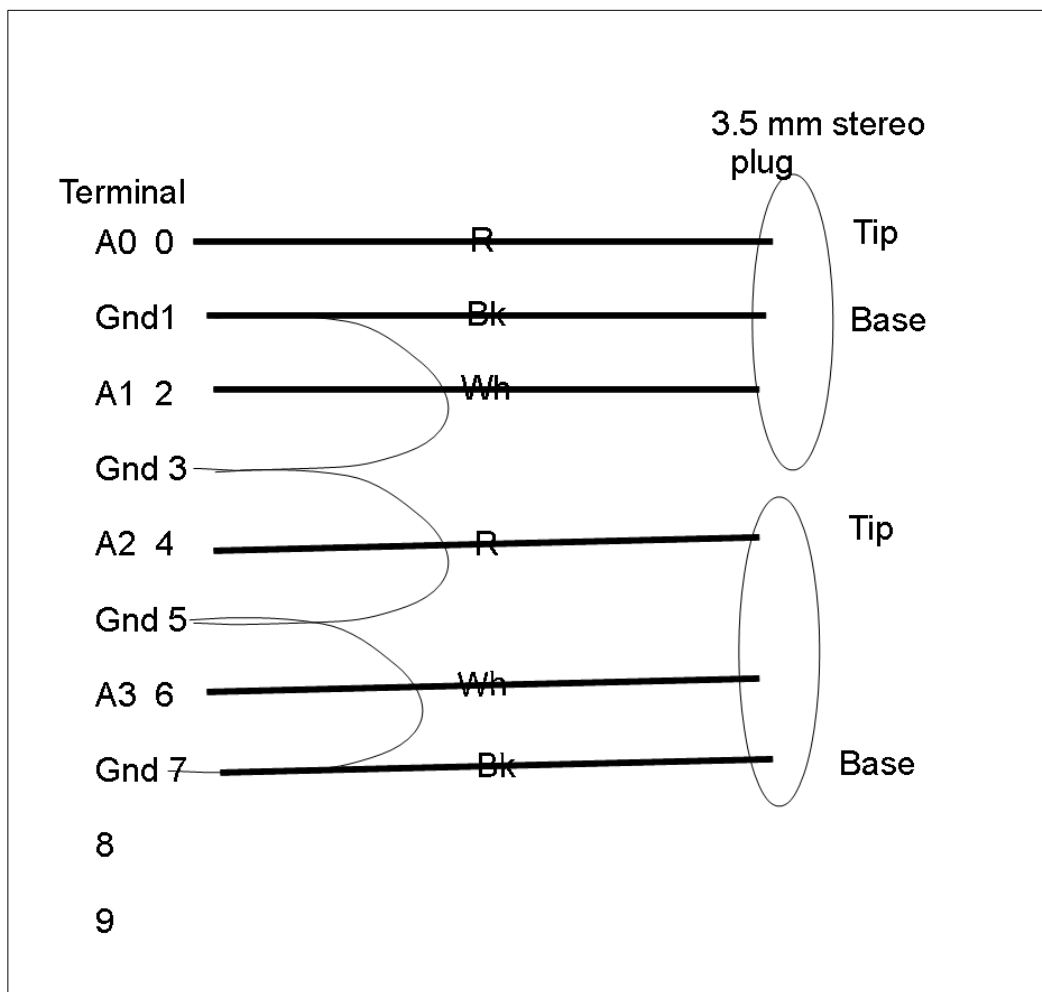 3.5 mm stereo
plug
Terminal
A0 0 R Tip
Gnd1 Bk Base
A1 2 Wh
Gnd 3
A2 4 R Tip
Gnd 5
A3 6 Wh
Gnd 7 Bk Base
8
9